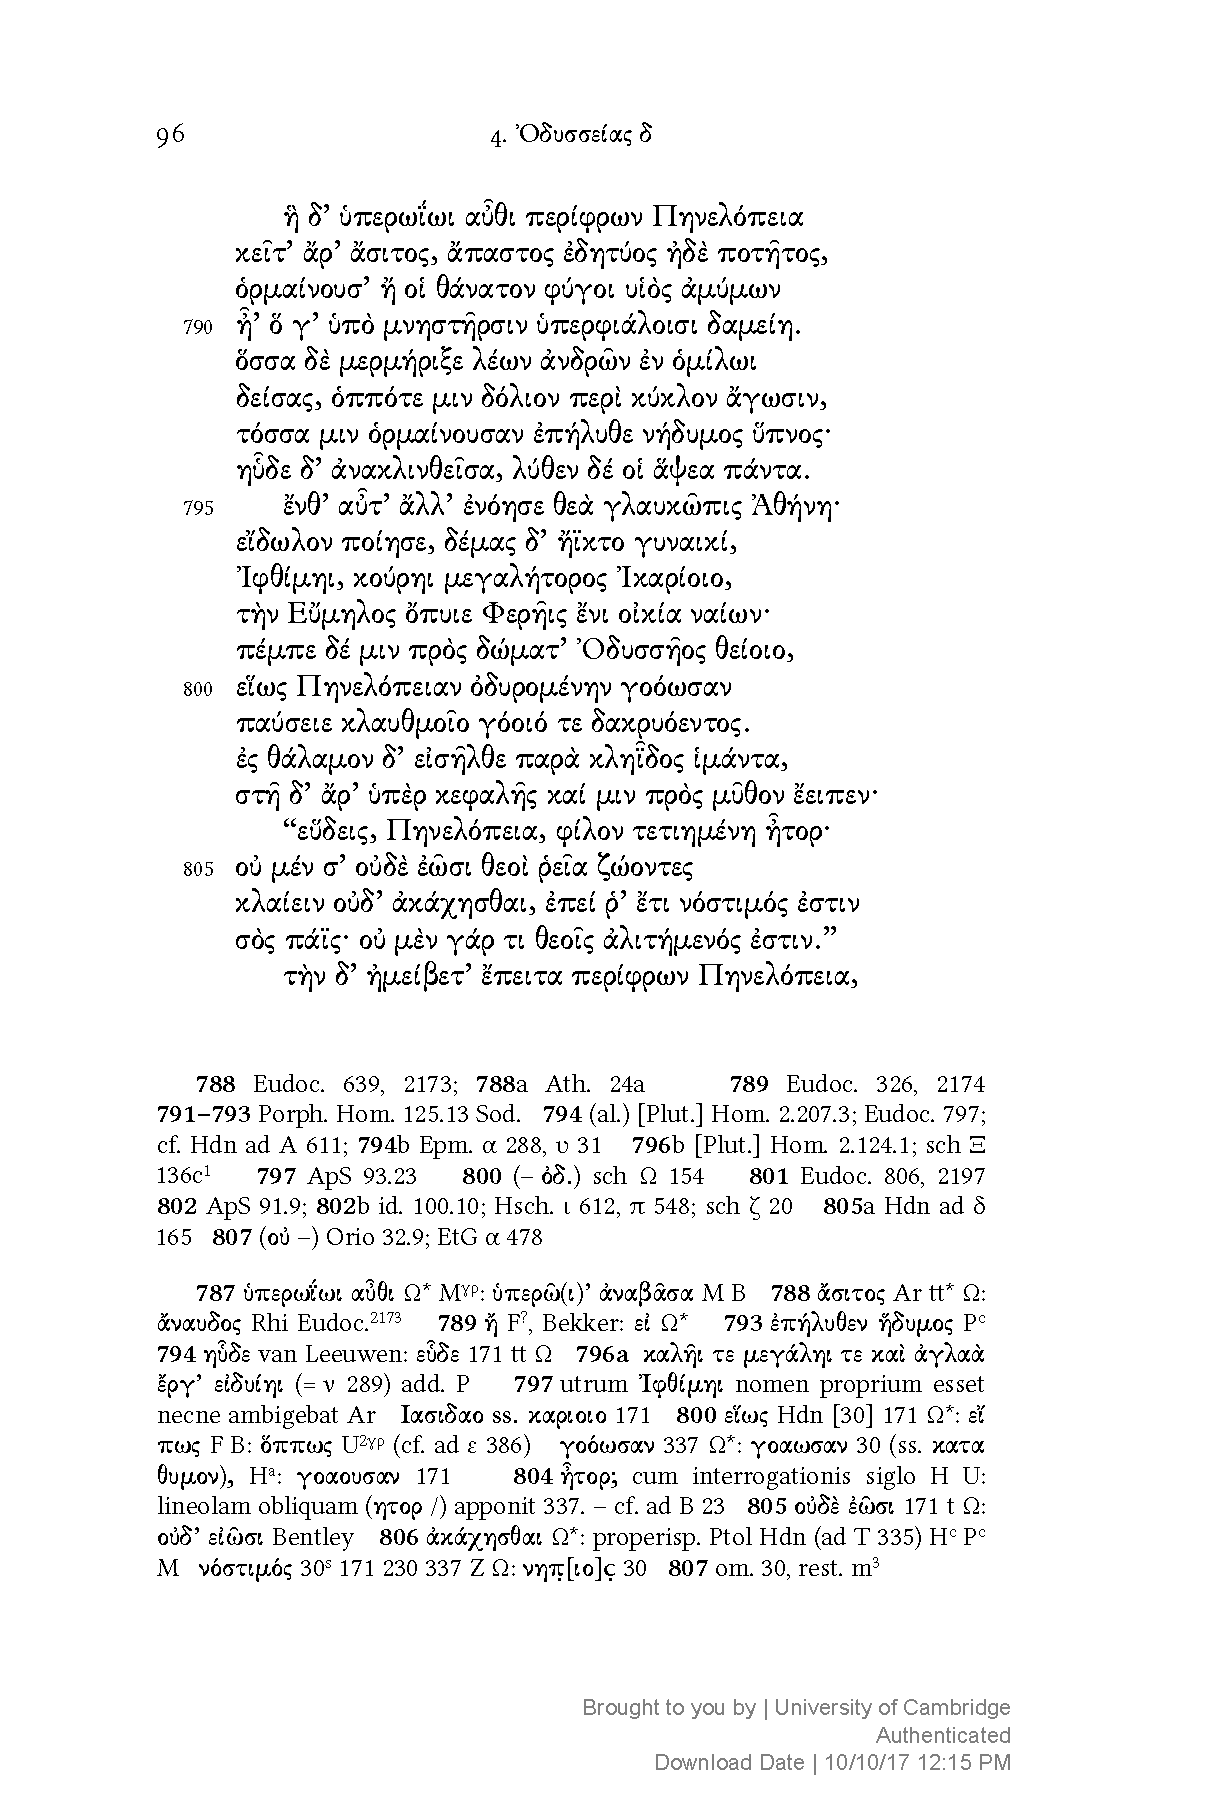 96 4. Ὀδυσσείας δ
ἣ δ’ ὑπερωΐωι αὖθι περίφρων Πηνελόπεια
κεῖτ’ ἄρ’ ἄσιτος, ἄπαστος ἐδητύος ἠδὲ ποτῆτος,
ὁρμαίνουσ’ ἤ οἱ θάνατον φύγοι υἱὸς ἀμύμων
790 ἦ’ ὅ γ’ ὑπὸ μνηστῆρσιν ὑπερφιάλοισι δαμείη.
ὅσσα δὲ μερμήριξε λέων ἀνδρῶν ἐν ὁμίλωι
δείσας, ὁππότε μιν δόλιον περὶ κύκλον ἄγωσιν,
τόσσα μιν ὁρμαίνουσαν ἐπήλυθε νήδυμος ὕπνος·
ηὗδε δ’ ἀνακλινθεῖσα, λύθεν δέ οἱ ἅψεα πάντα.
795 ἔνθ’ αὖτ’ ἄλλ’ ἐνόησε θεὰ γλαυκῶπις Ἀθήνη·
εἴδωλον ποίησε, δέμας δ’ ἤϊκτο γυναικί,
Ἰφθίμηι, κούρηι μεγαλήτορος Ἰκαρίοιο,
τὴν Εὔμηλος ὄπυιε Φερῆις ἔνι οἰκία ναίων·
πέμπε δέ μιν πρὸς δώματ’ Ὀδυσσῆος θείοιο,
800 εἵως Πηνελόπειαν ὀδυρομένην γοόωσαν
παύσειε κλαυθμοῖο γόοιό τε δακρυόεντος.
ἐς θάλαμον δ’ εἰσῆλθε παρὰ κληῗδος ἱμάντα,
στῆ δ’ ἄρ’ ὑπὲρ κεφαλῆς καί μιν πρὸς μῦθον ἔειπεν·
“εὕδεις, Πηνελόπεια, φίλον τετιημένη ἦτορ·
805 οὐ μέν σ’ οὐδὲ ἐῶσι θεοὶ ῥεῖα ζώοντες
κλαίειν οὐδ’ ἀκάχησθαι, ἐπεί ῥ’ ἔτι νόστιμός ἐστιν
σὸς πάϊς· οὐ μὲν γάρ τι θεοῖς ἀλιτήμενός ἐστιν.”
τὴν δ’ ἠμείβετ’ ἔπειτα περίφρων Πηνελόπεια,
788 Eudoc. 639, 2173; 788a Ath. 24a 789 Eudoc. 326, 2174
791–793 Porph. Hom. 125.13 Sod. 794 (al.) [Plut.] Hom. 2.207.3; Eudoc. 797;
cf. Hdn ad A 611; 794b Epm. α 288, υ 31 796b [Plut.] Hom. 2.124.1; sch Ξ
136c¹ 797 ApS 93.23 800 (– ὀδ.) sch Ω 154 801 Eudoc. 806, 2197
802 ApS 91.9; 802b id. 100.10; Hsch. ι 612, π 548; sch ζ 20 805a Hdn ad δ
165 807 (οὐ –) Orio 32.9; EtG α 478
787 ὑπερωΐωι αὖθι Ω* Mᵞᵖ: ὑπερῶ(ι)’ ἀναβᾶσα M B 788 ἄσιτος Ar tt* Ω:
ἄναυδος Rhi Eudoc.²¹⁷³ 789 ἤ F?, Bekker: εἰ Ω* 793 ἐπήλυθεν ἥδυμος Pᶜ
794 ηὗδε van Leeuwen: εὗδε 171 tt Ω 796a καλῆι τε μεγάληι τε καὶ ἀγλαὰ
ἔργ’ εἰδυίηι (= ν 289) add. P 797 utrum Ἰφθίμηι nomen proprium esset
necne ambigebat Ar Ιασιδαο ss. καριοιο 171 800 εἵως Hdn [30] 171 Ω*: εἴ
πως F B: ὅππως U²ᵞᵖ (cf. ad ε 386) γοόωσαν 337 Ω*: γοαωσαν 30 (ss. κατα
θυμον), Hᵃ: γοαουσαν 171 804 ἦτορ; cum interrogationis siglo H U:
lineolam obliquam (ητορ /) apponit 337. – cf. ad B 23 805 οὐδὲ ἐῶσι 171 t Ω:
οὐδ’ εἰῶσι Bentley 806 ἀκάχησθαι Ω*: properisp. Ptol Hdn (ad T 335) Hᶜ Pᶜ
M νόστιμός 30ˢ 171 230 337 Z Ω: νηπ̣[ιο]ς̣ 30 807 om. 30, rest. m³
Brought to you by | University of Cambridge
Authenticated
Download Date | 10/10/17 12:15 PM